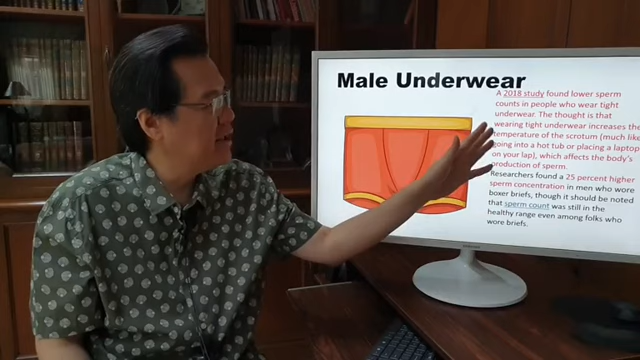 Male Underwear
A 2018 study found lower sperm
counts in people who wear tight
underwear. The thought is that
wearing tight underwear increases the
temperature of the scrotum (much like
going into a hot tub or placing a laptop
on your lap), which affects the body's
production of sperm.
Researchers found a 25 percent higher
sperm concentration in men who wore
boxer briefs, though it should be noted
that sperm count was still in the
healthy range even among folks who
wore briefs.